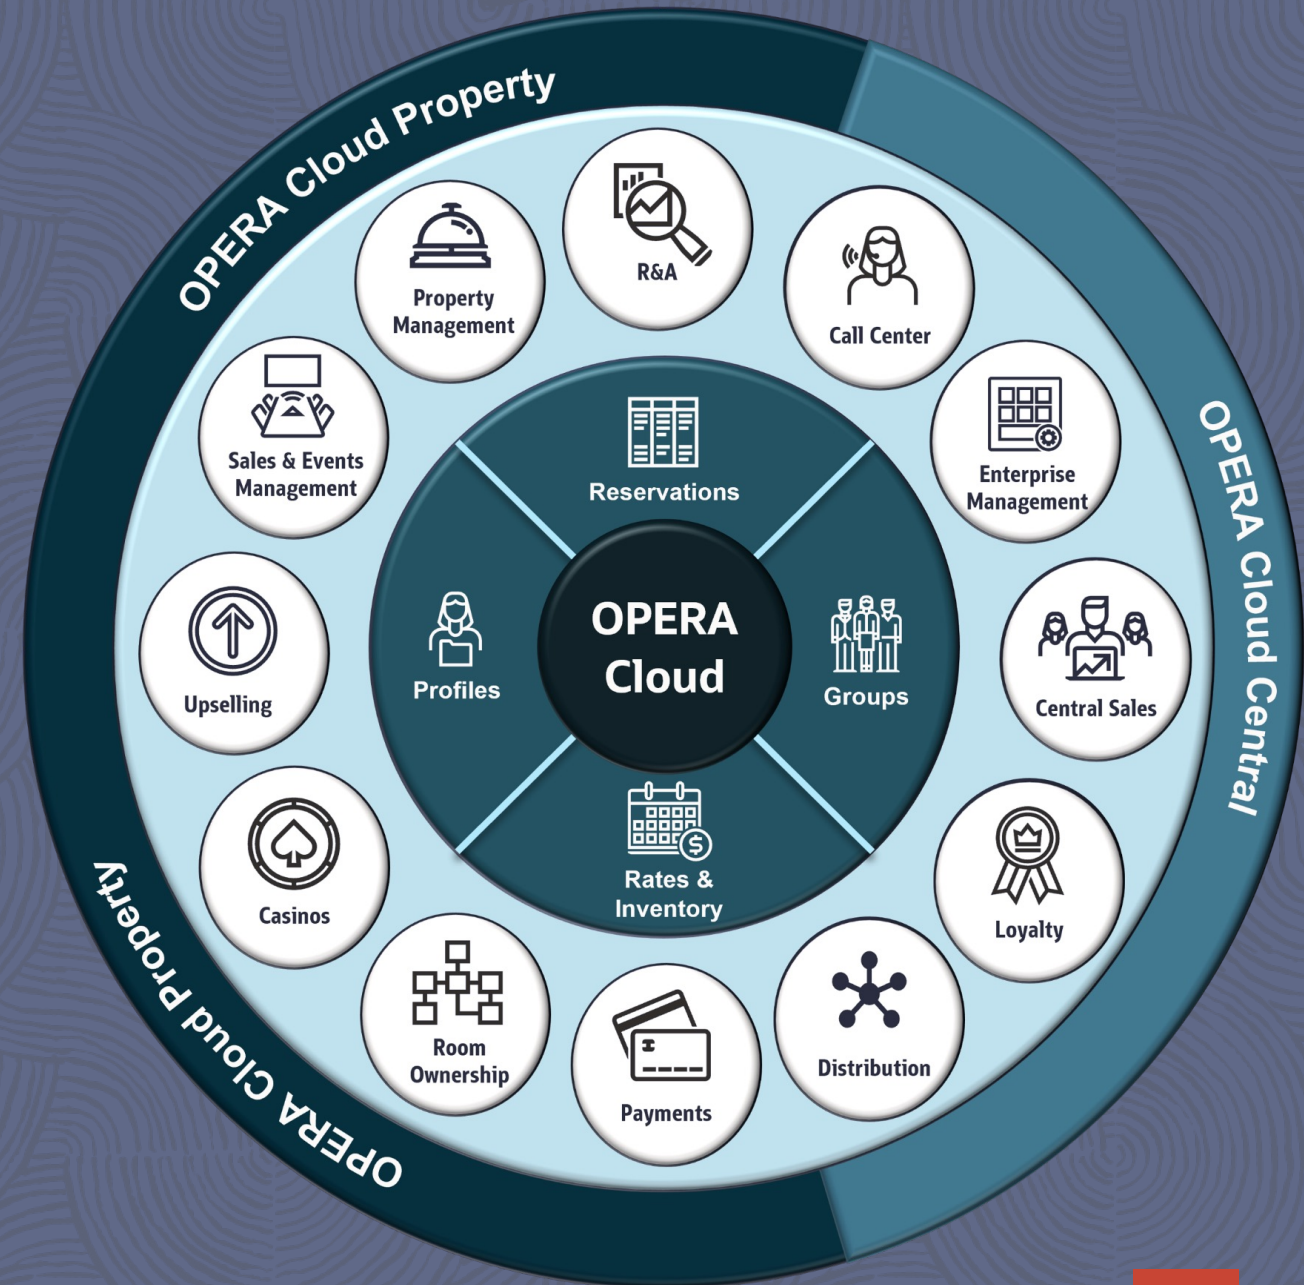 OPERA Cloud Property
OPERA Cloud Central
OPERA Cloud Property
R&A
Call Center
Enterprise
Management
Central Sales
Loyalty
Distribution
Payments
Room
Ownership
Casinos
Upselling
Sales & Events
Management
Property
Management
Reservations
Groups
Rates &
Inventory
Profiles
OPERA
Cloud